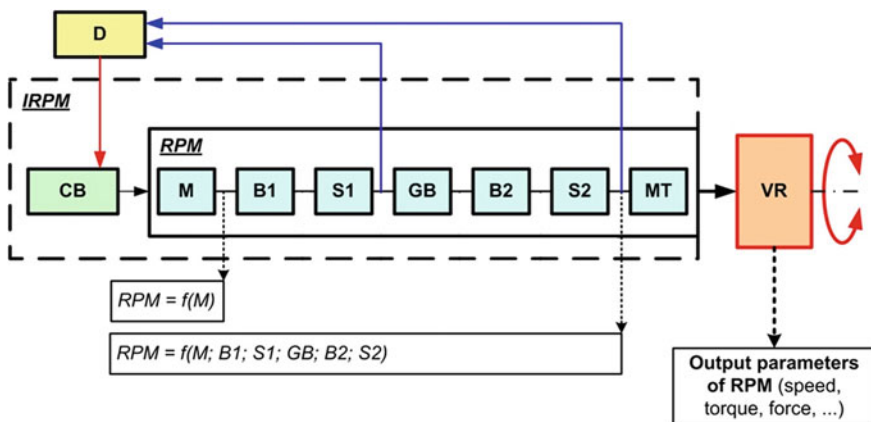 D
IRPM
RPM
CB
M
B1
S1
GB
B2
S2
MT
VR
RPM = f(M)
RPM = f(M; B1; S1; GB; B2; S2)
Output parameters
of RPM (speed,
torque, force, ...)